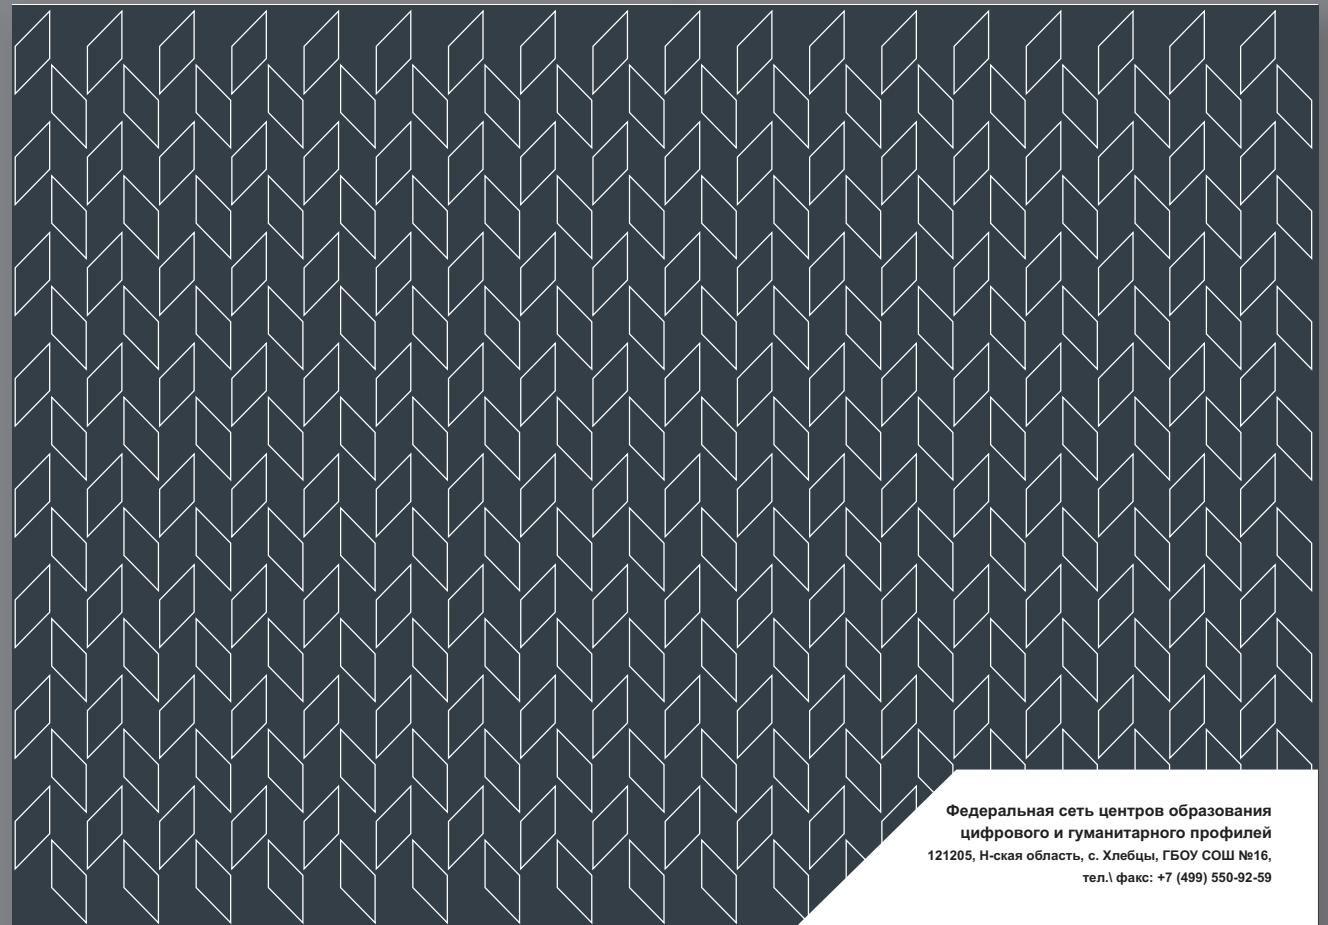 Федеральная сеть центров образования
цифрового и гуманитарного профилей
121205, Н-ская область, с. Хлебцы, ГБОУ СОШ №16,
тел.\ факс: +7 (499) 550-92-59